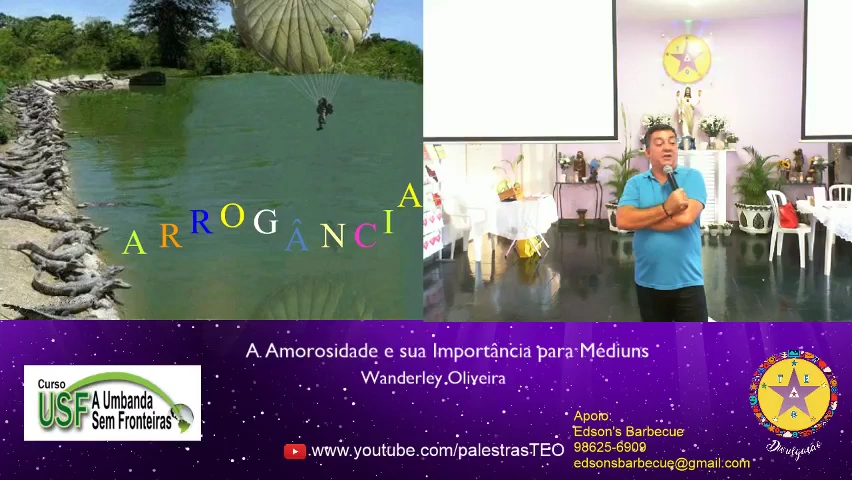 ARROGÂNCIA
A Amorosidade e sua Importância para Médiuns
Wanderley Oliveira
Curso
USF A Umbanda
Sem Fronteiras
www.youtube.com/palestrasTEO
Apoio:
Edson's Barbecue
98625-6909
edsonsbarbecue@gmail.com
Divulgação